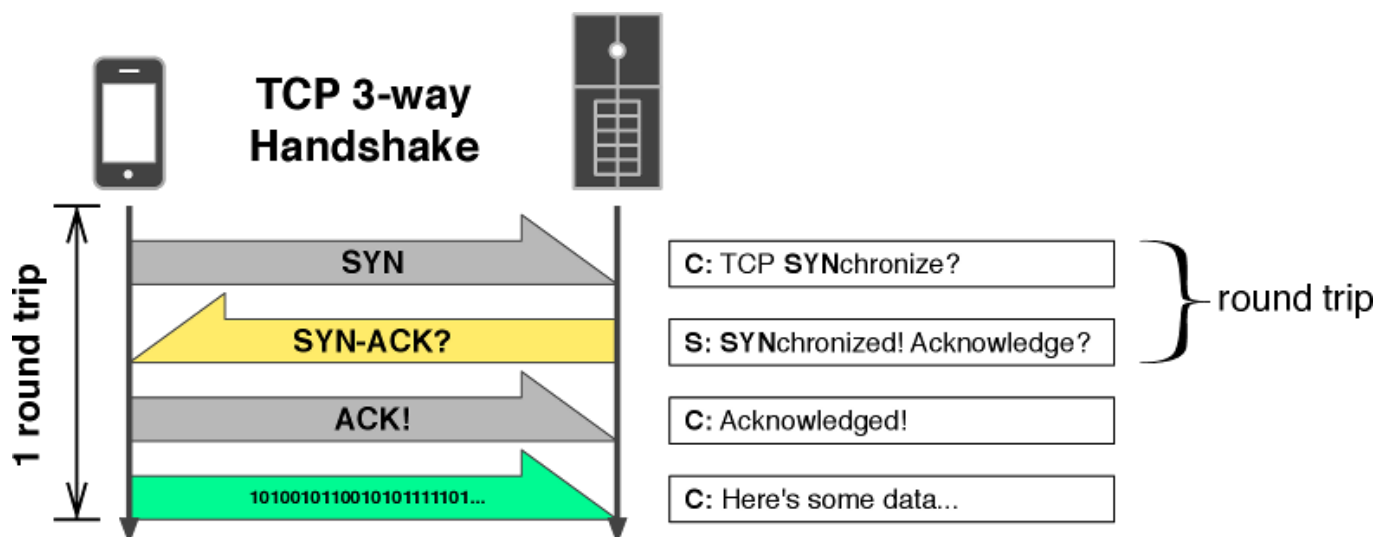 TCP 3-way
Handshake
1 round trip
SYN
C: TCP SYNchronize?
SYN-ACK?
S: SYNchronized! Acknowledge?
round trip
ACK!
C: Acknowledged!
1010010110010101111101...
C: Here's some data...